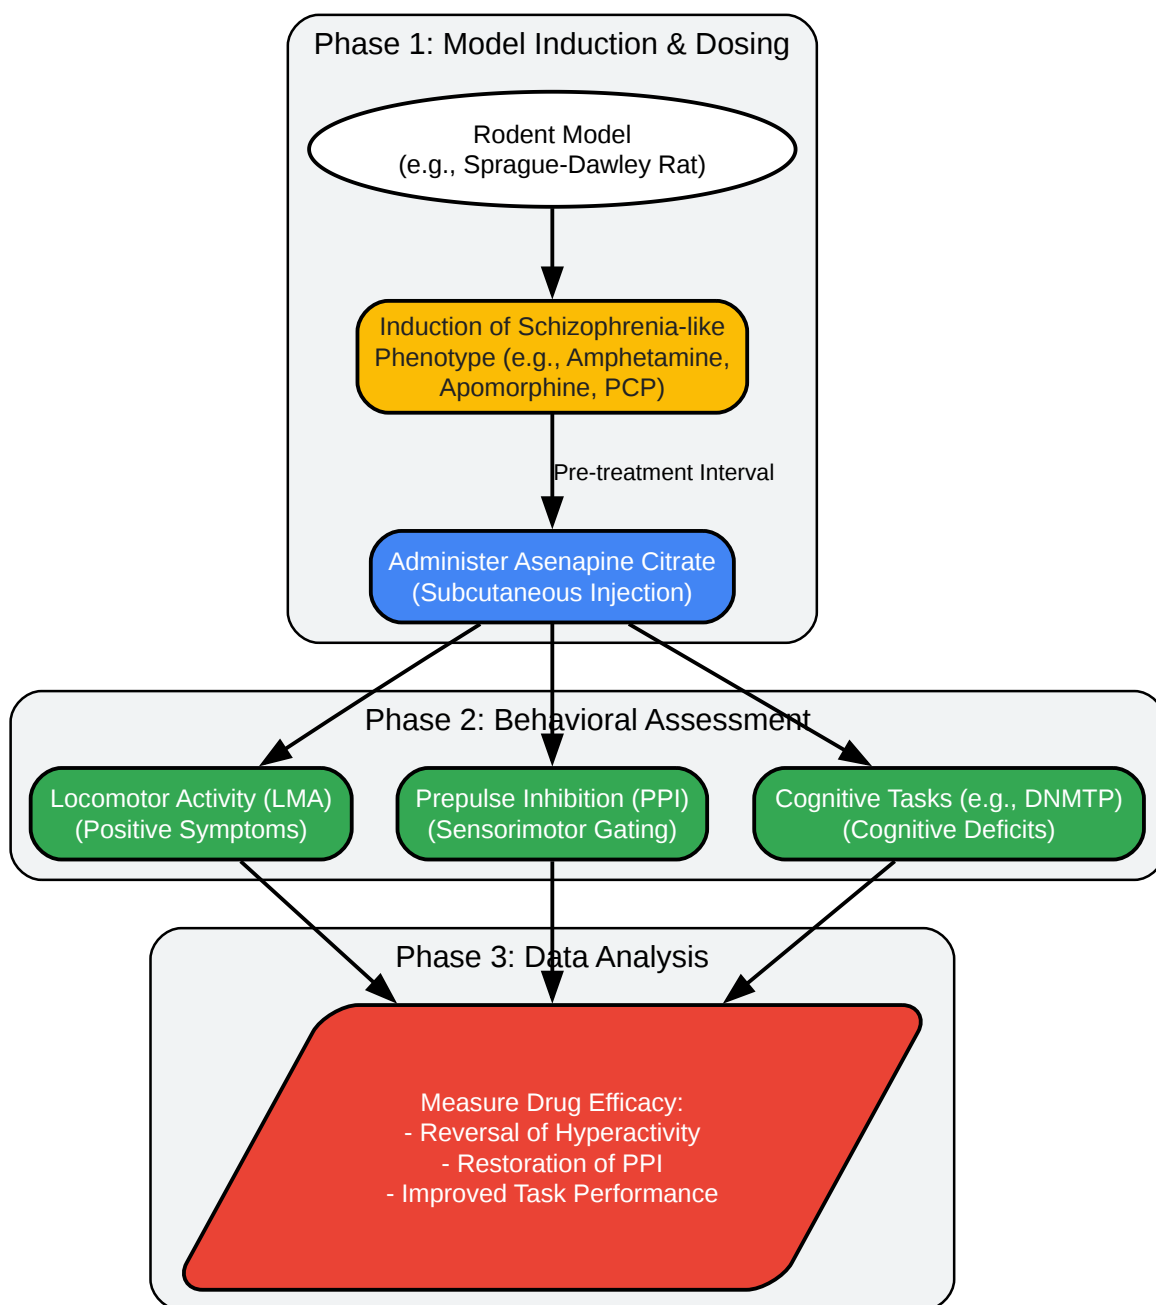 Phase 1: Model Induction & Dosing
Rodent Model
(e.g., Sprague-Dawley Rat)
Induction of Schizophrenia-like
Phenotype (e.g., Amphetamine,
Apomorphine, PCP)
Pre-treatment Interval
Administer Asenapine Citrate
(Subcutaneous Injection)
Phase 2: Behavioral Assessment
Locomotor Activity (LMA)
(Positive Symptoms)
Prepulse Inhibition (PPI)
(Sensorimotor Gating)
Cognitive Tasks (e.g., DNMTP)
(Cognitive Deficits)
Phase 3: Data Analysis
Measure Drug Efficacy:
- Reversal of Hyperactivity
- Restoration of PPI
- Improved Task Performance